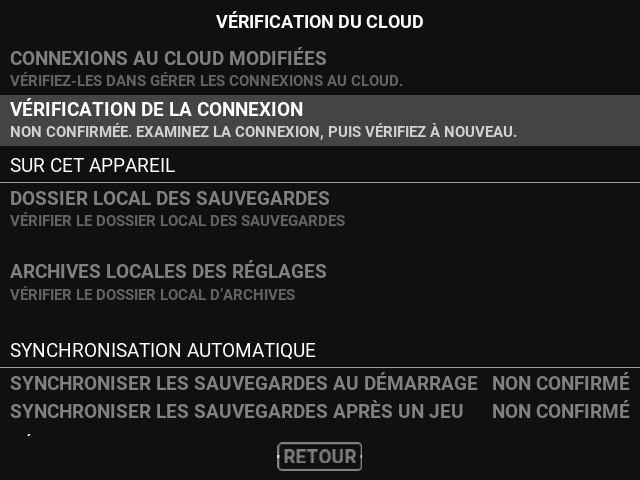 VÉRIFICATION DU CLOUD
CONNEXIONS AU CLOUD MODIFIÉES
VÉRIFIEZ-LES DANS GÉRER LES CONNEXIONS AU CLOUD.
VÉRIFICATION DE LA CONNEXION
NON CONFIRMÉE. EXAMINEZ LA CONNEXION, PUIS VÉRIFIEZ À NOUVEAU.
SUR CET APPAREIL
DOSSIER LOCAL DES SAUVEGARDES
VÉRIFIER LE DOSSIER LOCAL DES SAUVEGARDES
ARCHIVES LOCALES DES RÉGLAGES
VÉRIFIER LE DOSSIER LOCAL D’ARCHIVES
SYNCHRONISATION AUTOMATIQUE
SYNCHRONISER LES SAUVEGARDES AU DÉMARRAGE NON CONFIRMÉ
SYNCHRONISER LES SAUVEGARDES APRÈS UN JEU NON CONFIRMÉ
RETOUR